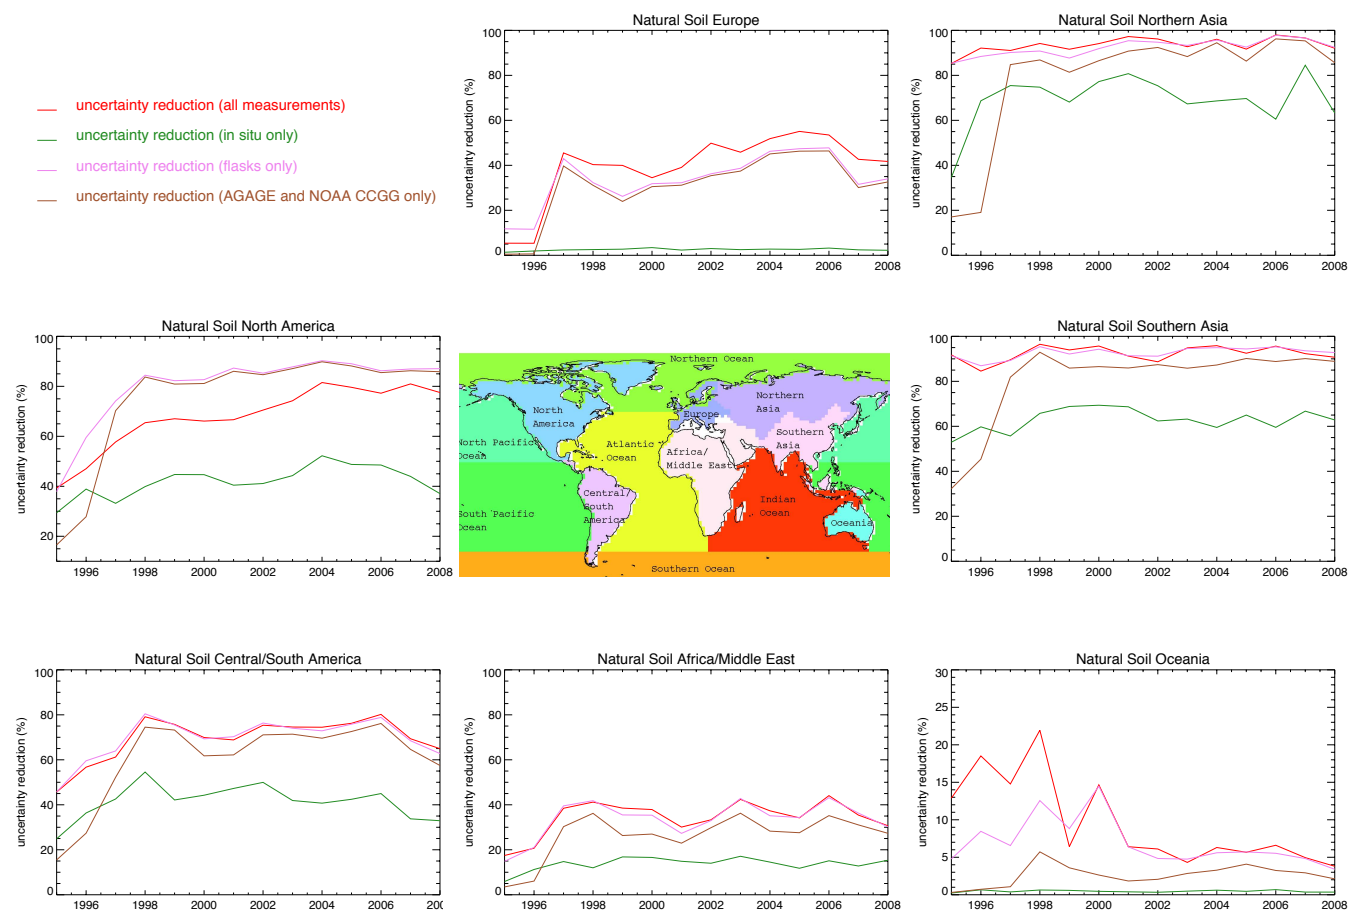 Natural Soil Europe
100
80
60
40
20
0
uncertainty reduction (%)
1996 1998 2000 2002 2004 2006 2008
Natural Soil Northern Asia
100
80
60
40
20
0
uncertainty reduction (%)
1996 1998 2000 2002 2004 2006 2008
uncertainty reduction (all measurements)
uncertainty reduction (in situ only)
uncertainty reduction (flasks only)
uncertainty reduction (AGAGE and NOAA CCGG only)
Natural Soil North America
100
80
60
40
20
uncertainty reduction (%)
1996 1998 2000 2002 2004 2006 2008
Northern Ocean
North
America
Europe
Northern
Asia
Southern
Asia
North Pacific
Ocean
Atlantic
Ocean
Africa/
Middle East
Central/
South
America
Indian
Ocean
South Pacific
Ocean
Oceania
Southern Ocean
Natural Soil Southern Asia
100
80
60
40
20
0
uncertainty reduction (%)
1996 1998 2000 2002 2004 2006 2008
Natural Soil Central/South America
100
80
60
40
20
0
uncertainty reduction (%)
1996 1998 2000 2002 2004 2006 200
Natural Soil Africa/Middle East
100
80
60
40
20
0
uncertainty reduction (%)
1996 1998 2000 2002 2004 2006 2008
Natural Soil Oceania
30
25
20
15
10
5
0
uncertainty reduction (%)
1996 1998 2000 2002 2004 2006 2008